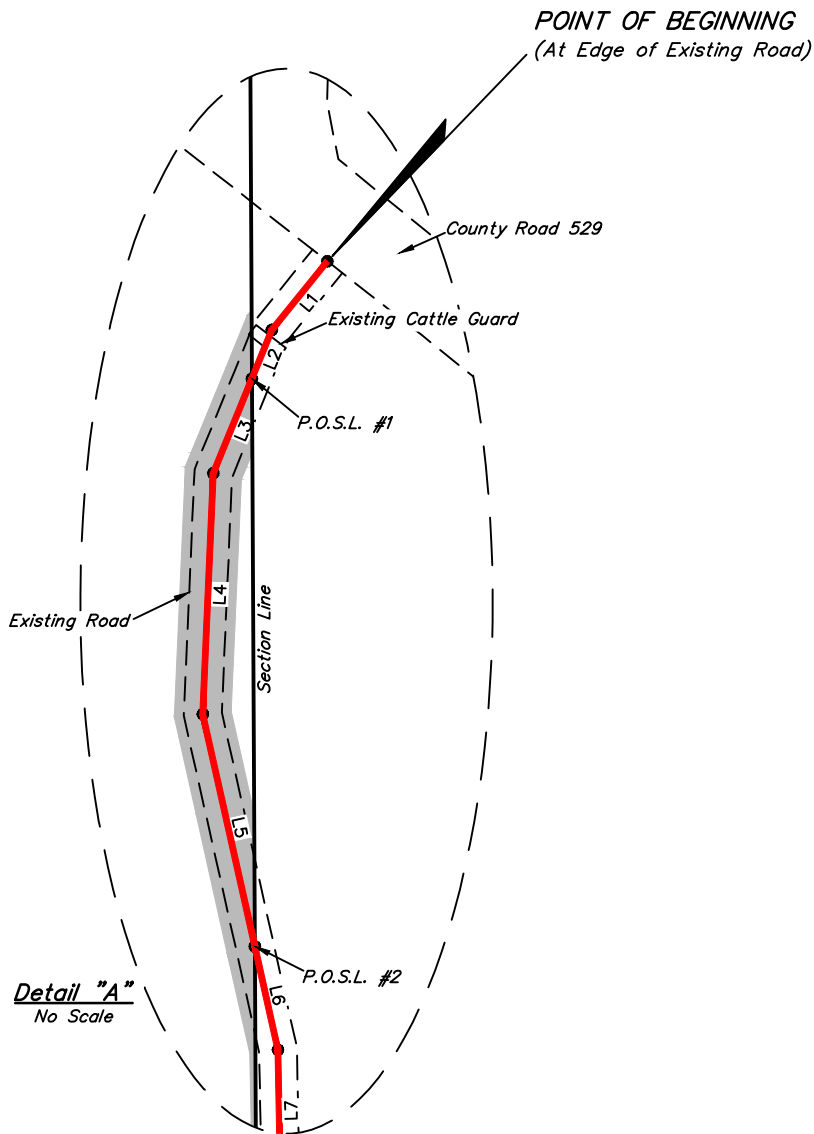 POINT OF BEGINNING
(At Edge of Existing Road)
County Road 529
L1
Existing Cattle Guard
L2
P.O.S.L. #1
L3
L4
Existing Road
Section Line
L5
P.O.S.L. #2
L6
Detail "A"
No Scale
L7